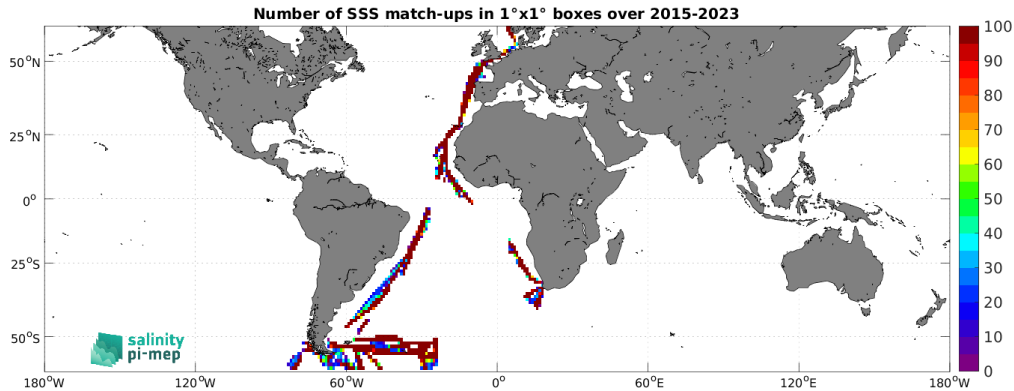 Number of SSS match-ups in 1°x1° boxes over 2015-2023
50°N
25°N
0°
25°S
50°S
180°W
120°W
60°W
0°
60°E
120°E
180°W
100
90
80
70
60
50
40
30
20
10
0
salinity
pi-mep